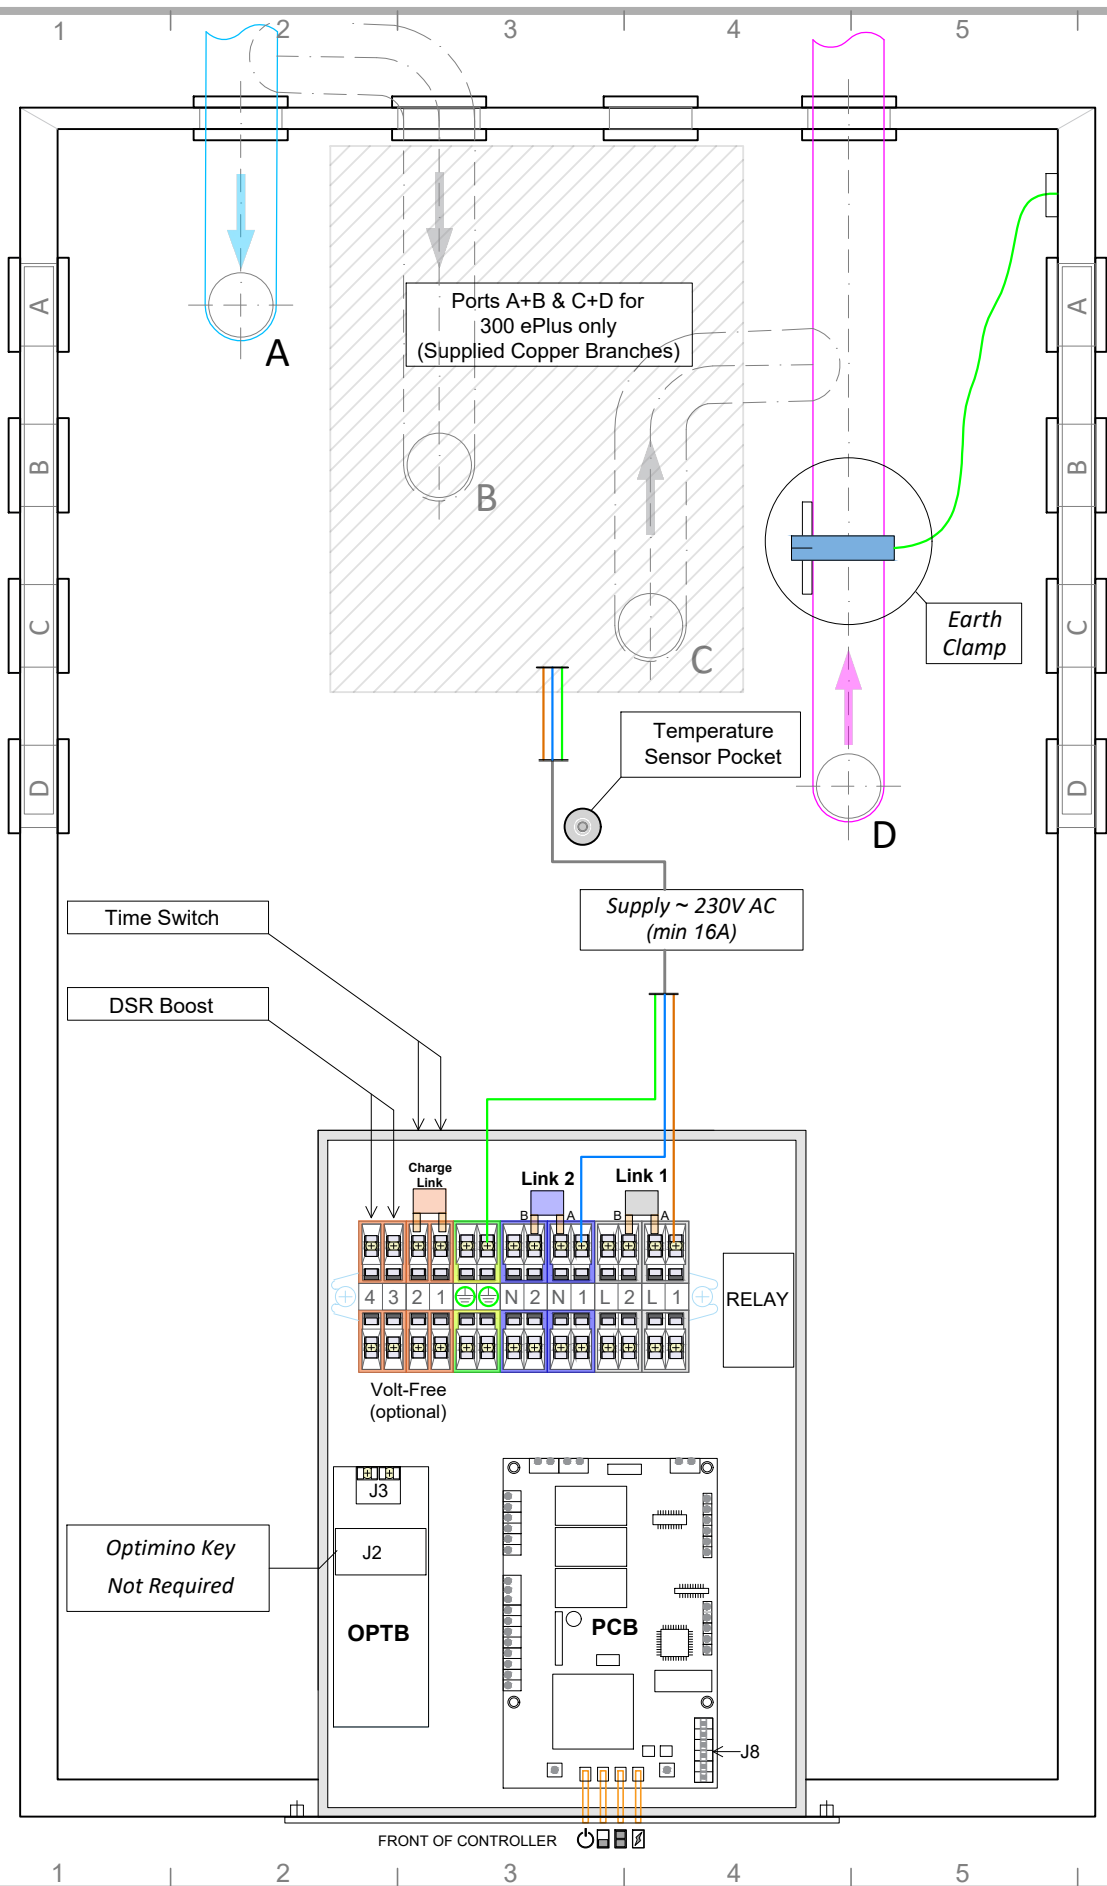 1 2 3 4 5
Ports A+B & C+D for
300 ePlus only
(Supplied Copper Branches)
A
B
C
D
A
B
C
D
A
B
C
D
Earth
Clamp
Temperature
Sensor Pocket
Supply ~ 230V AC
(min 16A)
Time Switch
DSR Boost
Charge
Link
Link 2
Link 1
B A B A
4 3 2 1 N 2 N 1 L 2 L 1
RELAY
Volt-Free
(optional)
J3
J2
Optimino Key
Not Required
OPTB
PCB
J8
FRONT OF CONTROLLER
1 2 3 4 5